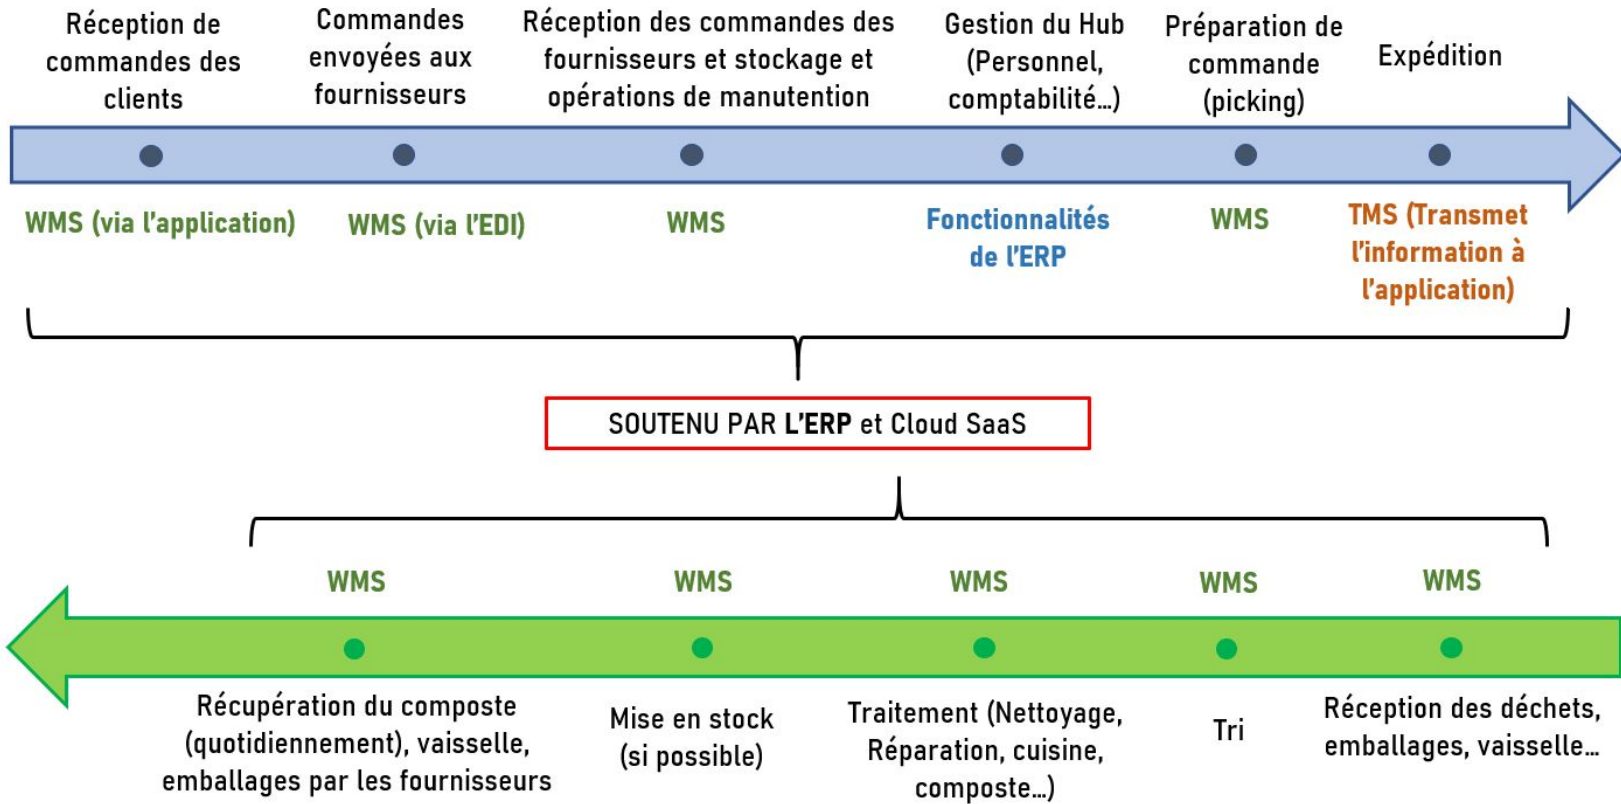 Réception de
commandes des
clients
Commandes
envoyées aux
fournisseurs
Réception des commandes des
fournisseurs et stockage et
opérations de manutention
Gestion du Hub
(Personnel,
comptabilité…)
Préparation de
commande
(picking)
Expédition
WMS (via l'application)
WMS (via l'EDI)
WMS
Fonctionnalités
de l'ERP
WMS
TMS (Transmet
l'information à
l'application)
SOUTENU PAR L'ERP et Cloud SaaS
WMS
WMS
WMS
WMS
WMS
Récupération du composte
(quotidiennement), vaisselle,
emballages par les fournisseurs
Mise en stock
(si possible)
Traitement (Nettoyage,
Réparation, cuisine,
composte…)
Tri
Réception des déchets,
emballages, vaisselle…